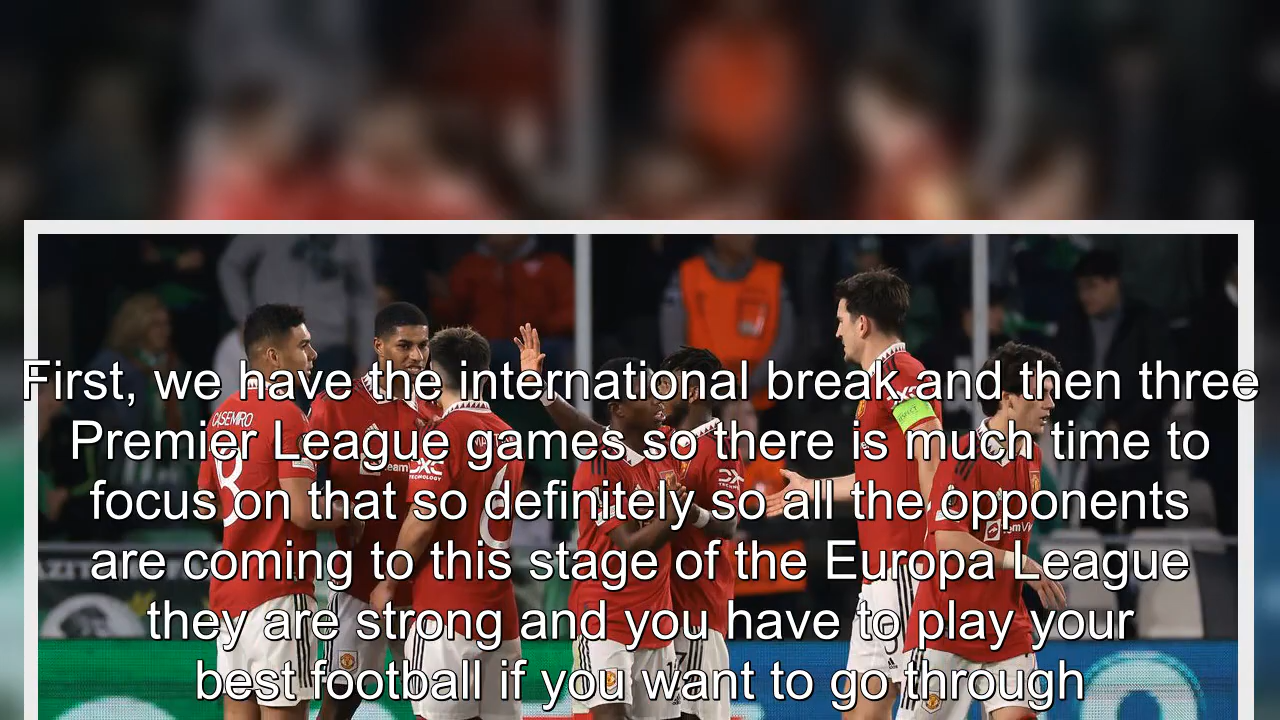 First, we have the international break and then three
Premier League games so there is much time to
focus on that so definitely so all the opponents
are coming to this stage of the Europa League
they are strong and you have to play your
best football if you want to go through
CASEMIRO
TECHNOLOGY